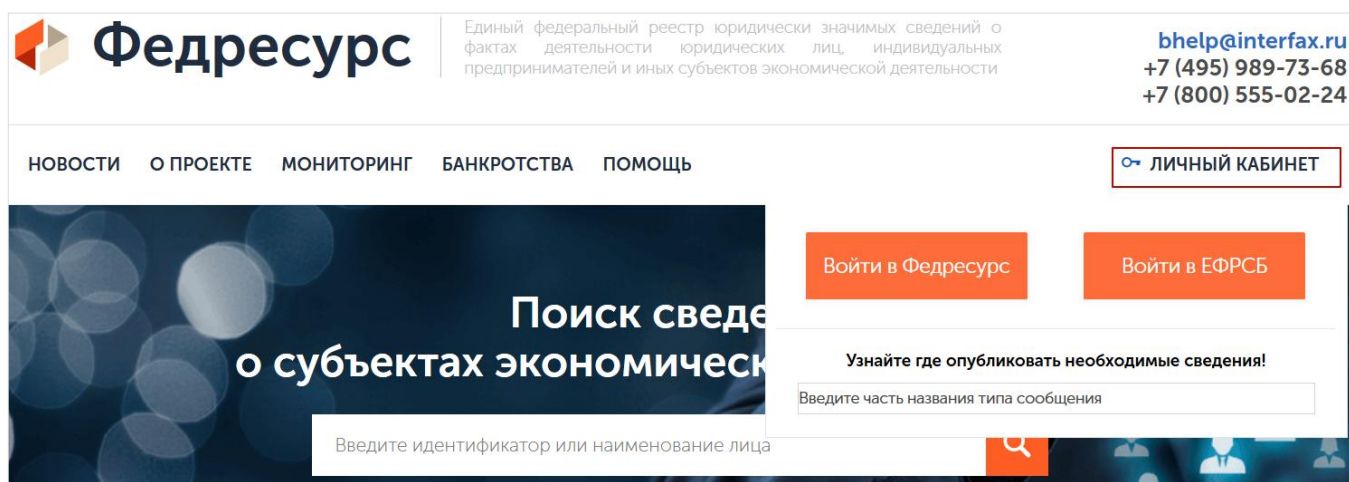 Федресурс
Единый федеральный реестр юридически значимых сведений о
фактах деятельности юридических лиц, индивидуальных
предпринимателей и иных субъектов экономической деятельности
bhelp@interfax.ru
+7 (495) 989-73-68
+7 (800) 555-02-24
НОВОСТИ О ПРОЕКТЕ МОНИТОРИНГ БАНКРОТСТВА ПОМОЩЬ ЛИЧНЫЙ КАБИНЕТ
Войти в Федресурс Войти в ЕФРСБ
Поиск сведе
о субъектах экономическ
Узнайте где опубликовать необходимые сведения!
Введите часть названия типа сообщения
Введите идентификатор или наименование лица